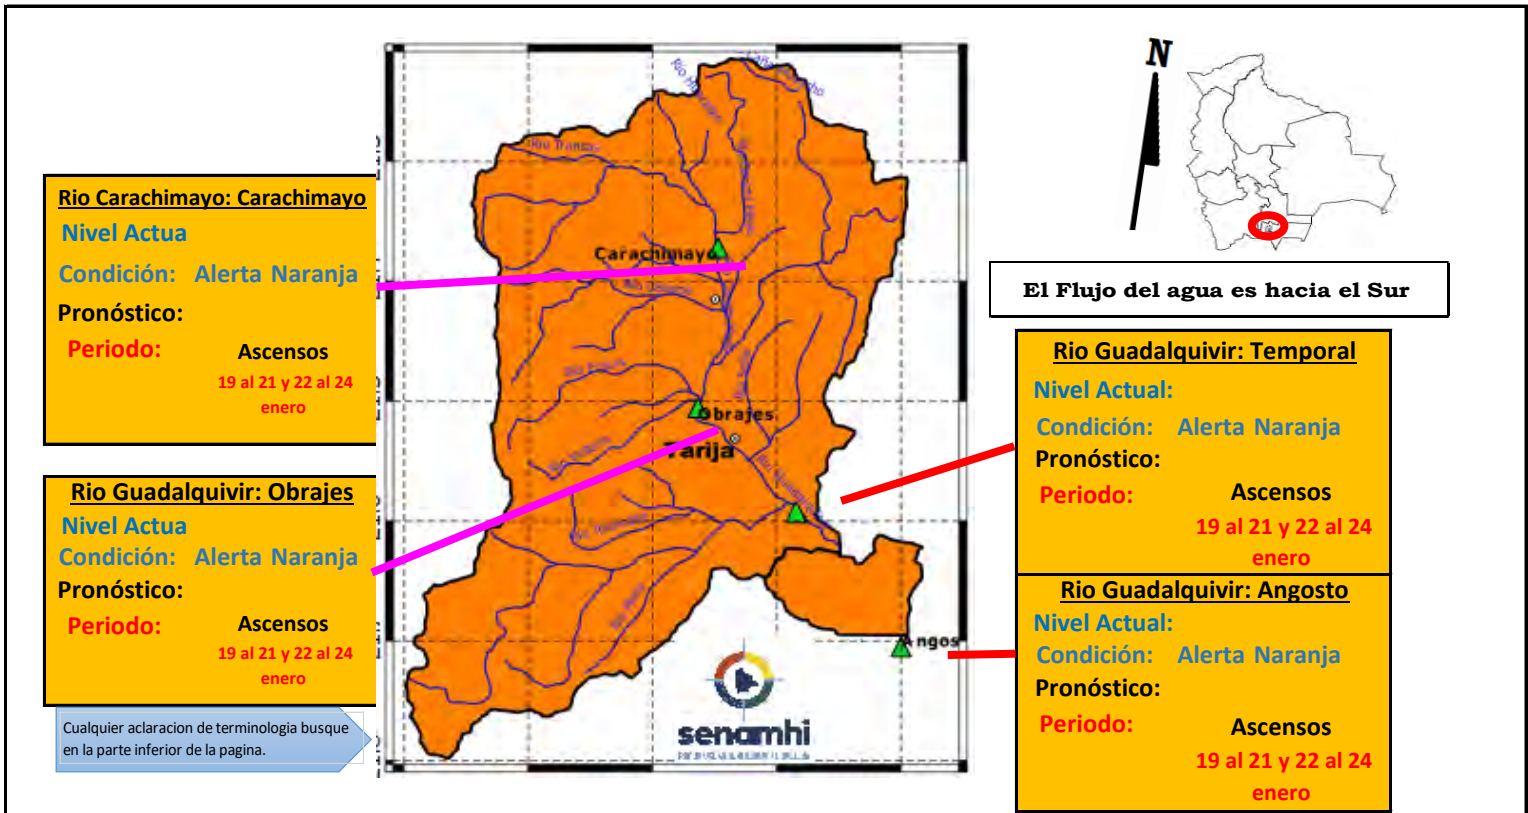 Rio Carachimayo: Carachimayo
Nivel Actua
Condición: Alerta Naranja
Pronóstico:
Periodo: Ascensos
19 al 21 y 22 al 24
enero
Rio Guadalquivir: Obrajes
Nivel Actua
Condición: Alerta Naranja
Pronóstico:
Periodo: Ascensos
19 al 21 y 22 al 24
enero
Cualquier aclaracion de terminologia busque
en la parte inferior de la pagina.
Carachimayo
Obrajes
Tarija
Angos
senamhi
N
El Flujo del agua es hacia el Sur
Rio Guadalquivir: Temporal
Nivel Actual:
Condición: Alerta Naranja
Pronóstico:
Periodo: Ascensos
19 al 21 y 22 al 24
enero
Rio Guadalquivir: Angosto
Nivel Actual:
Condición: Alerta Naranja
Pronóstico:
Periodo: Ascensos
19 al 21 y 22 al 24
enero